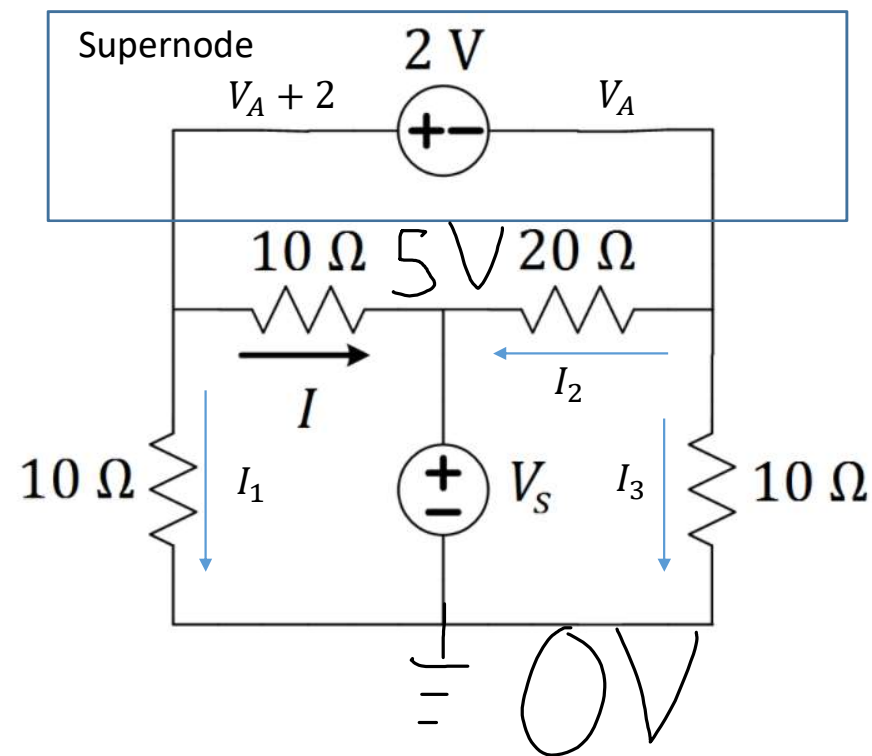 Supernode
2 V
V_A + 2
V_A
10 Ω
5V
20 Ω
I
I_2
10 Ω
I_1
+
−
V_s
I_3
10 Ω
0V